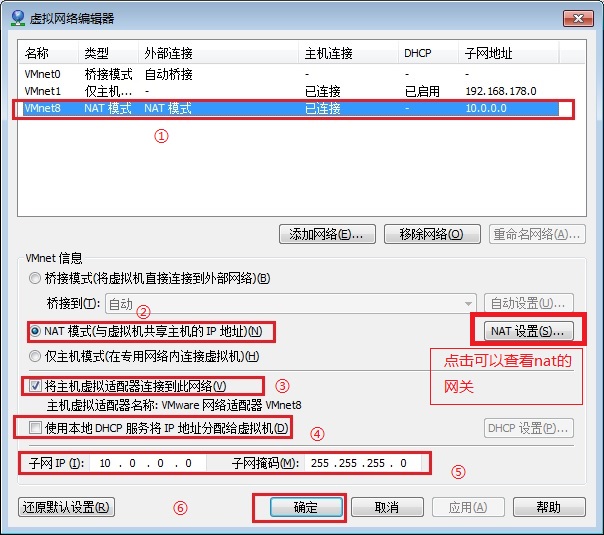 虚拟网络编辑器
名称 类型 外部连接 主机连接 DHCP 子网地址
VMnet0 桥接模式 自动桥接 - - -
VMnet1 仅主机... - 已连接 已启用 192.168.178.0
VMnet8 NAT 模式 NAT 模式 已连接 - 10.0.0.0
①
添加网络(E)... 移除网络(O) 重命名网络(A)...
VMnet 信息
桥接模式(将虚拟机直接连接到外部网络)(B)
桥接到(T): 自动 自动设置(U)...
②
NAT 模式(与虚拟机共享主机的 IP 地址)(N) NAT 设置(S)...
仅主机模式(在专用网络内连接虚拟机)(H)
点击可以查看nat的
网关
将主机虚拟适配器连接到此网络(V) ③
主机虚拟适配器名称: VMware 网络适配器 VMnet8
使用本地 DHCP 服务将 IP 地址分配给虚拟机(D) ④ DHCP 设置(P)...
子网 IP (I): 10 . 0 . 0 . 0 子网掩码(M): 255 .255 .255 . 0 ⑤
还原默认设置(R) ⑥ 确定 取消 应用(A) 帮助